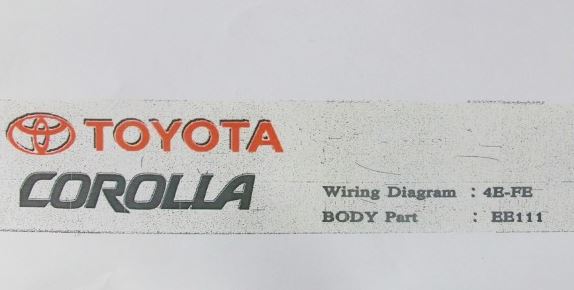 TOYOTA
COROLLA
Wiring Diagram : 4E-FE
BODY Part : EE111